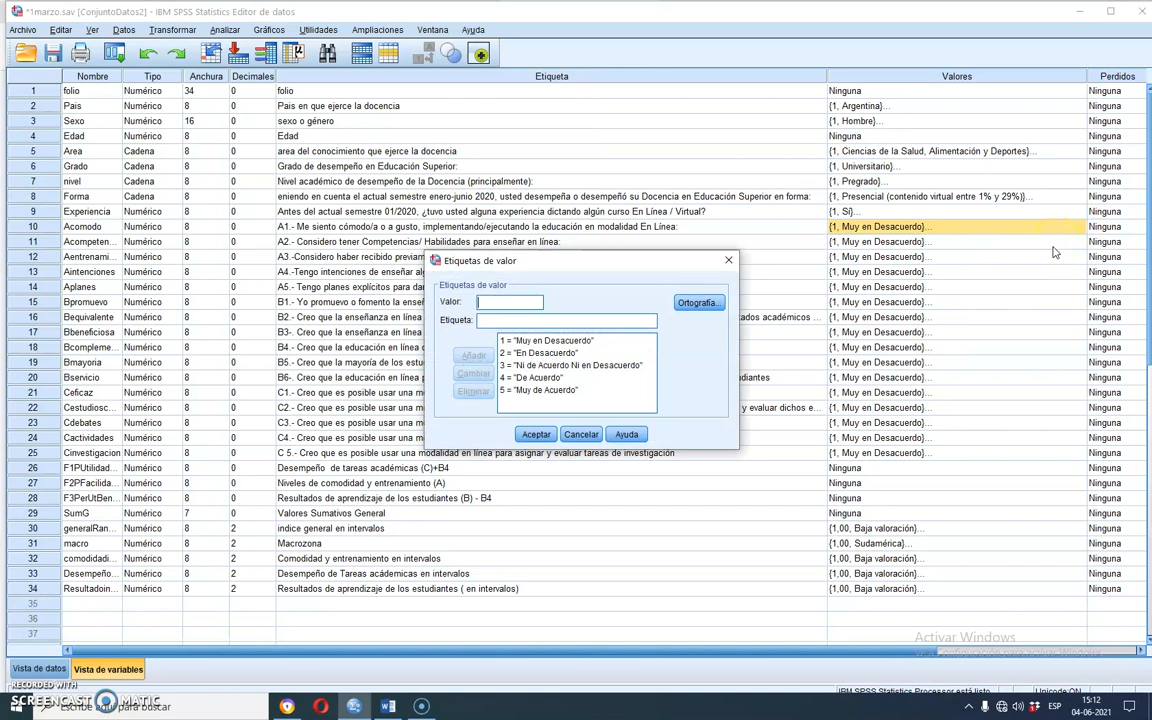 *1marzo.sav [ConjuntoDatos2] - IBM SPSS Statistics Editor de datos
Archivo Editar Ver Datos Transformar Analizar Gráficos Utilidades Ampliaciones Ventana Ayuda
Nombre Tipo Anchura Decimales Etiqueta Valores Perdidos
1 folio Numérico 34 0 folio Ninguna Ninguna
2 Pais Numérico 8 0 Pais en que ejerce la docencia {1, Argentina}... Ninguna
3 Sexo Numérico 16 0 sexo o género {1, Hombre}... Ninguna
4 Edad Numérico 8 0 Edad Ninguna Ninguna
5 Area Cadena 8 0 area del conocimiento que ejerce la docencia {1, Ciencias de la Salud, Alimentación y Deportes}... Ninguna
6 Grado Cadena 8 0 Grado de desempeño en Educación Superior: {1, Universitario}... Ninguna
7 nivel Cadena 8 0 Nivel académico de desempeño de la Docencia (principalmente): {1, Pregrado}... Ninguna
8 Forma Cadena 8 0 eniendo en cuenta el actual semestre enero-junio 2020, usted desempeña o desempeñó su Docencia en Educación Superior en forma: {1, Presencial (contenido virtual entre 1% y 29%)}... Ninguna
9 Experiencia Numérico 8 0 Antes del actual semestre 01/2020, ¿tuvo usted alguna experiencia dictando algún curso En Línea / Virtual? {1, Sí}... Ninguna
10 Acomodo Numérico 8 0 A1.- Me siento cómodo/a o a gusto, implementando/ejecutando la educación en modalidad En Línea: {1, Muy en Desacuerdo}... Ninguna
11 Acompeten... Numérico 8 0 A2.- Considero tener Competencias/ Habilidades para enseñar en línea: {1, Muy en Desacuerdo}... Ninguna
12 Aentrenami... Numérico 8 0 A3.-Considero haber recibido previam {1, Muy en Desacuerdo}... Ninguna
13 Aintenciones Numérico 8 0 A4.-Tengo intenciones de enseñar alg {1, Muy en Desacuerdo}... Ninguna
14 Aplanes Numérico 8 0 A5.- Tengo planes explícitos para da {1, Muy en Desacuerdo}... Ninguna
15 Bpromuevo Numérico 8 0 B1.- Yo promuevo o fomento la enseñ {1, Muy en Desacuerdo}... Ninguna
16 Bequivalente Numérico 8 0 B2.- Creo que la enseñanza en línea tados académicos ... {1, Muy en Desacuerdo}... Ninguna
17 Bbeneficiosa Numérico 8 0 B3.- Creo que la enseñanza en línea {1, Muy en Desacuerdo}... Ninguna
18 Bhabilidades Numérico 8 0 B4.- Creo que la enseñanza en línea {1, Muy en Desacuerdo}... Ninguna
19 Bmayoria Numérico 8 0 B5.- Creo que la mayoría de los estu {1, Muy en Desacuerdo}... Ninguna
20 Bservicio Numérico 8 0 B6-. Creo que la educación en línea p diantes {1, Muy en Desacuerdo}... Ninguna
21 Ceficaz Numérico 8 0 C1.- Creo que es posible usar una m {1, Muy en Desacuerdo}... Ninguna
22 Cestudiosc... Numérico 8 0 C2.- Creo que es posible usar una m y evaluar dichos e... {1, Muy en Desacuerdo}... Ninguna
23 Cdebates Numérico 8 0 C3.- Creo que es posible usar una m {1, Muy en Desacuerdo}... Ninguna
24 Cactividades Numérico 8 0 C4.- Creo que es posible usar una m {1, Muy en Desacuerdo}... Ninguna
25 Cinvestigacion Numérico 8 0 C 5.- Creo que es posible usar una modalidad en línea para asignar y evaluar tareas de investigación {1, Muy en Desacuerdo}... Ninguna
26 F1PUtilidad... Numérico 8 0 Desempeño de tareas académicas (C)+B4 Ninguna Ninguna
27 F2PFacilida... Numérico 8 0 Niveles de comodidad y entrenamiento (A) Ninguna Ninguna
28 F3PerUtBen... Numérico 8 0 Resultados de aprendizaje de los estudiantes (B) - B4 Ninguna Ninguna
29 SumG Numérico 7 0 Valores Sumativos General Ninguna Ninguna
30 generalRan... Numérico 8 2 indice general en intervalos {1,00, Baja valoración}... Ninguna
31 macro Numérico 8 2 Macrozona {1,00, Sudamérica}... Ninguna
32 comodidadi... Numérico 8 2 Comodidad y entrenamiento en intervalos {1,00, Baja valoración}... Ninguna
33 Desempeño... Numérico 8 2 Desempeño de Tareas acádemicas en intervalos {1,00, Baja valoración}... Ninguna
34 Resultadoin... Numérico 8 2 Resultados de aprendizaje de los estudiantes ( en intervalos) {1,00, Baja valoración}... Ninguna
35
36
37
Etiquetas de valor
Etiquetas de valor
Valor:
Ortografía...
Etiqueta:
1 = "Muy en Desacuerdo"
2 = "En Desacuerdo"
3 = "Ni de Acuerdo Ni en Desacuerdo"
4 = "De Acuerdo"
5 = "Muy de Acuerdo"
Añadir
Cambiar
Eliminar
Aceptar Cancelar Ayuda
Activar Windows
Vista de datos Vista de variables
IBM SPSS Statistics Processor está listo Unicode:ON
RECORDED WITH
SCREENCAST MATIC
Escribe aquí para buscar
ESP
15:12
04-06-2021